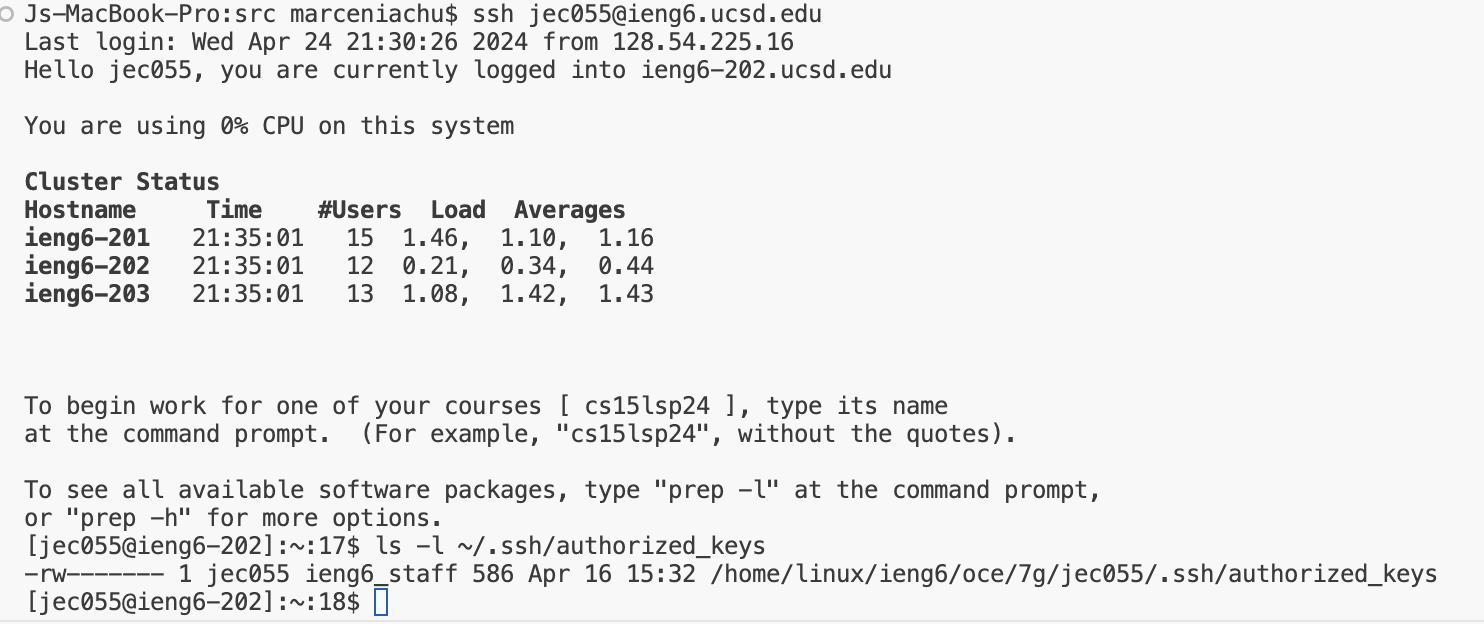 Js-MacBook-Pro:src marceniachu$ ssh jec055@ieng6.ucsd.edu
Last login: Wed Apr 24 21:30:26 2024 from 128.54.225.16
Hello jec055, you are currently logged into ieng6-202.ucsd.edu
You are using 0% CPU on this system
Cluster Status
Hostname     Time    #Users  Load  Averages
ieng6-201   21:35:01   15  1.46,  1.10,  1.16
ieng6-202   21:35:01   12  0.21,  0.34,  0.44
ieng6-203   21:35:01   13  1.08,  1.42,  1.43
To begin work for one of your courses [ cs15lsp24 ], type its name
at the command prompt.  (For example, "cs15lsp24", without the quotes).
To see all available software packages, type "prep -l" at the command prompt,
or "prep -h" for more options.
[jec055@ieng6-202]:~:17$ ls -l ~/.ssh/authorized_keys
-rw------- 1 jec055 ieng6_staff 586 Apr 16 15:32 /home/linux/ieng6/oce/7g/jec055/.ssh/authorized_keys
[jec055@ieng6-202]:~:18$